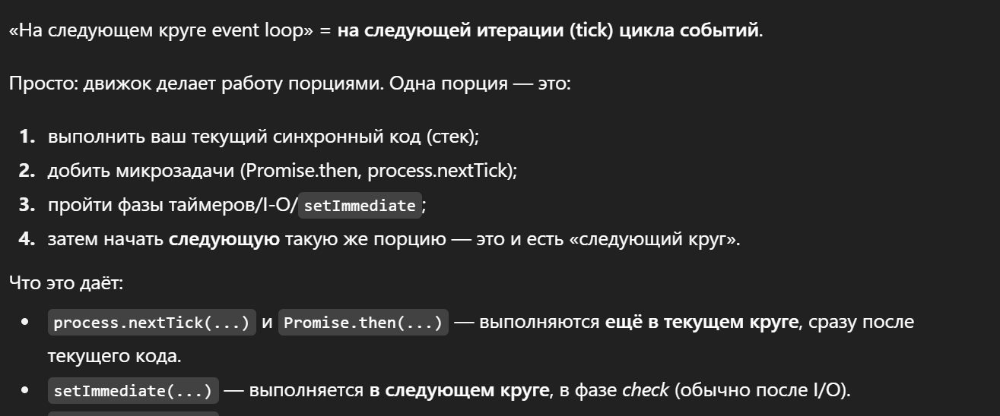 «На следующем круге event loop» = на следующей итерации (tick) цикла событий.
Просто: движок делает работу порциями. Одна порция — это:
1. выполнить ваш текущий синхронный код (стек);
2. добить микрозадачи (Promise.then, process.nextTick);
3. пройти фазы таймеров/I-O/setImmediate;
4. затем начать следующую такую же порцию — это и есть «следующий круг».
Что это даёт:
• process.nextTick(...) и Promise.then(...) — выполняются ещё в текущем круге, сразу после
текущего кода.
• setImmediate(...) — выполняется в следующем круге, в фазе check (обычно после I/O).